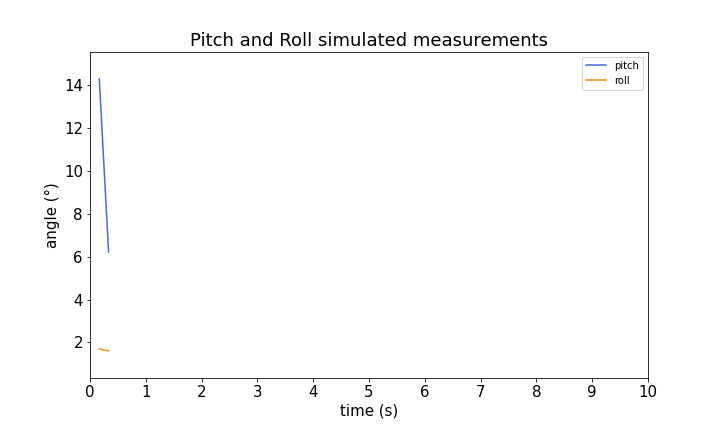 Pitch and Roll simulated measurements
pitch
roll
14
12
10
8
6
4
2
angle (°)
0 1 2 3 4 5 6 7 8 9 10
time (s)